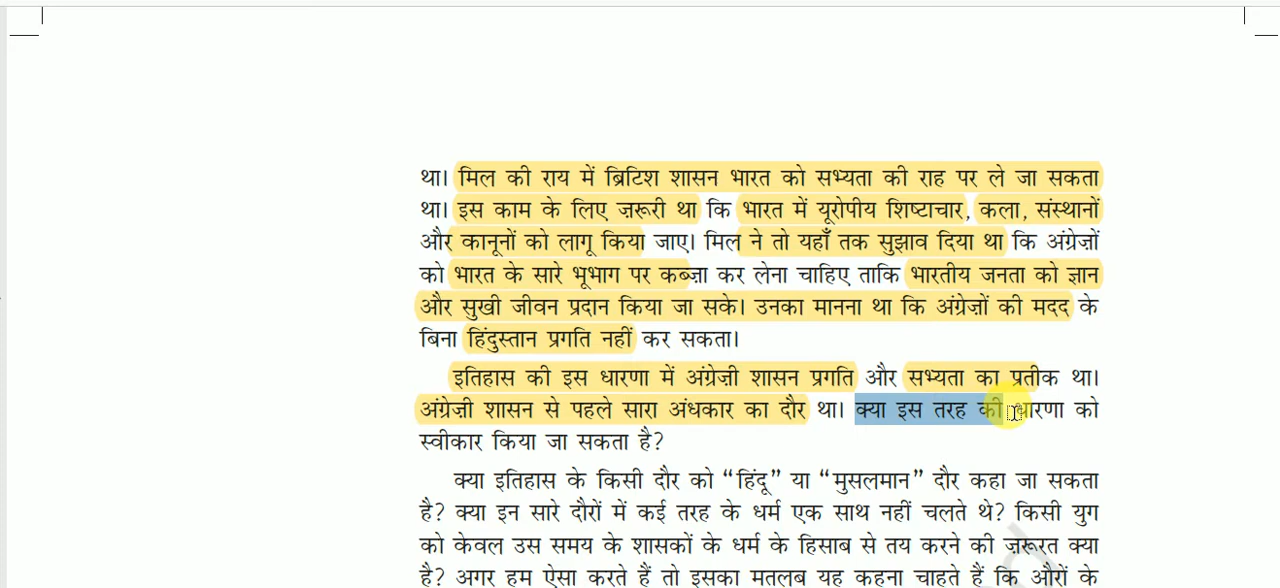 था। मिल की राय में ब्रिटिश शासन भारत को सभ्यता की राह पर ले जा सकता
था। इस काम के लिए ज़रूरी था कि भारत में यूरोपीय शिष्टाचार, कला, संस्थानों
और कानूनों को लागू किया जाए। मिल ने तो यहाँ तक सुझाव दिया था कि अंग्रेज़ों
को भारत के सारे भूभाग पर कब्ज़ा कर लेना चाहिए ताकि भारतीय जनता को ज्ञान
और सुखी जीवन प्रदान किया जा सके। उनका मानना था कि अंग्रेज़ों की मदद के
बिना हिंदुस्तान प्रगति नहीं कर सकता।
इतिहास की इस धारणा में अंग्रेज़ी शासन प्रगति और सभ्यता का प्रतीक था।
अंग्रेज़ी शासन से पहले सारा अंधकार का दौर था। क्या इस तरह की धारणा को
स्वीकार किया जा सकता है?
क्या इतिहास के किसी दौर को “हिंदू” या “मुसलमान” दौर कहा जा सकता
है? क्या इन सारे दौरों में कई तरह के धर्म एक साथ नहीं चलते थे? किसी युग
को केवल उस समय के शासकों के धर्म के हिसाब से तय करने की ज़रूरत क्या
है? अगर हम ऐसा करते हैं तो इसका मतलब यह कहना चाहते हैं कि औरों के